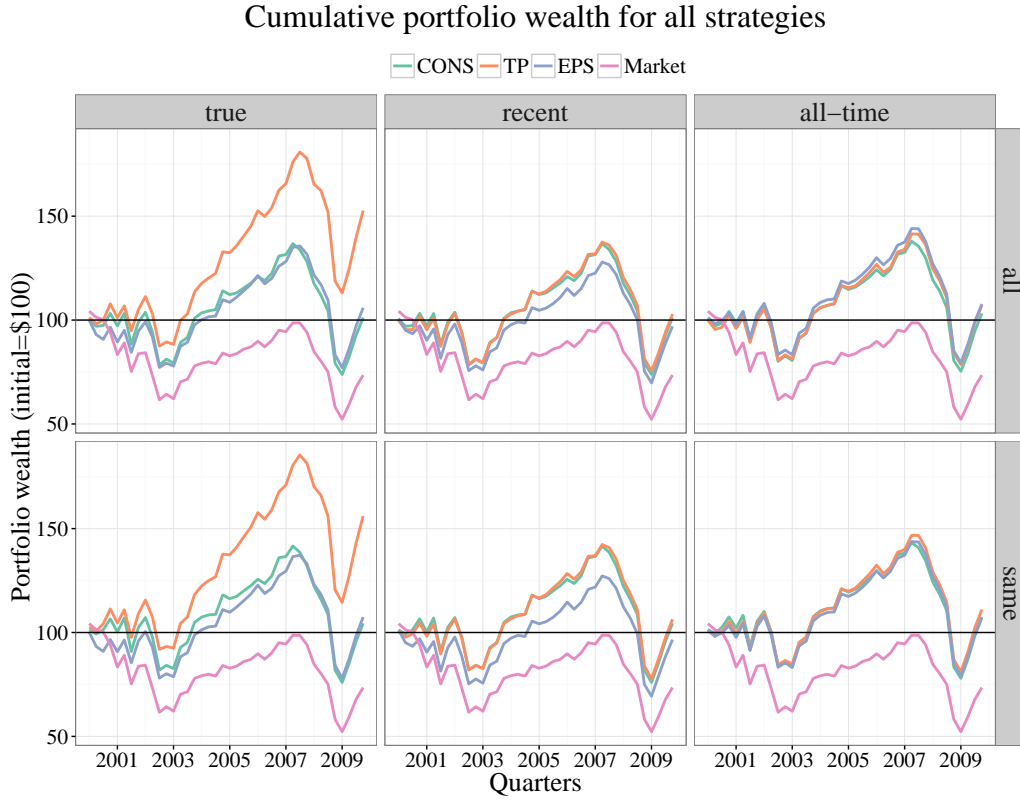 Cumulative portfolio wealth for all strategies
CONS TP EPS Market
true recent all−time
150
100
50
all
150
100
50
same
Portfolio wealth (initial=$100)
2001 2003 2005 2007 2009 2001 2003 2005 2007 2009 2001 2003 2005 2007 2009
Quarters